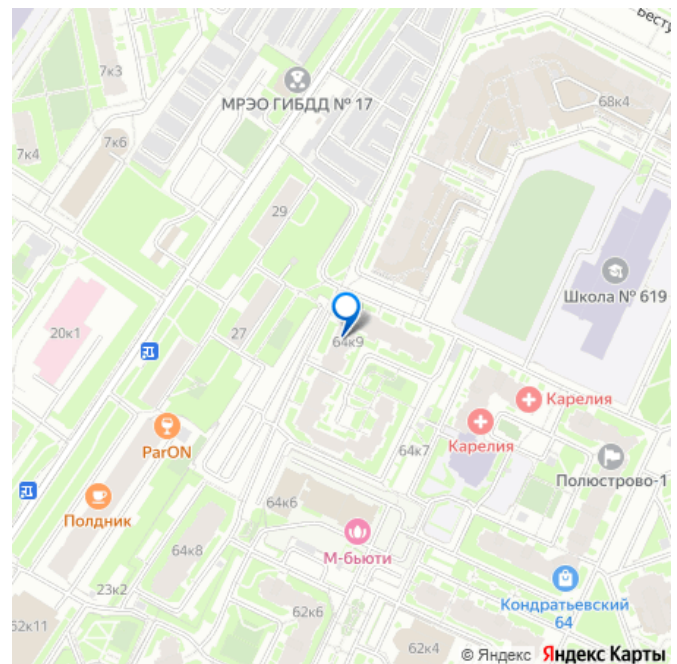 Бесту
7к3
МРЭО ГИБДД № 17
68к4
7к6
7к4
29
Школа № 619
20к1
27
64к9
Карелия
ParON
Карелия
64к7
Полюстрово-1
Полдник
64к6
64к8
М-бьюти
23к2
Кондратьевский
64
62к6
62к11
62к4
© Яндекс Яндекс Карты